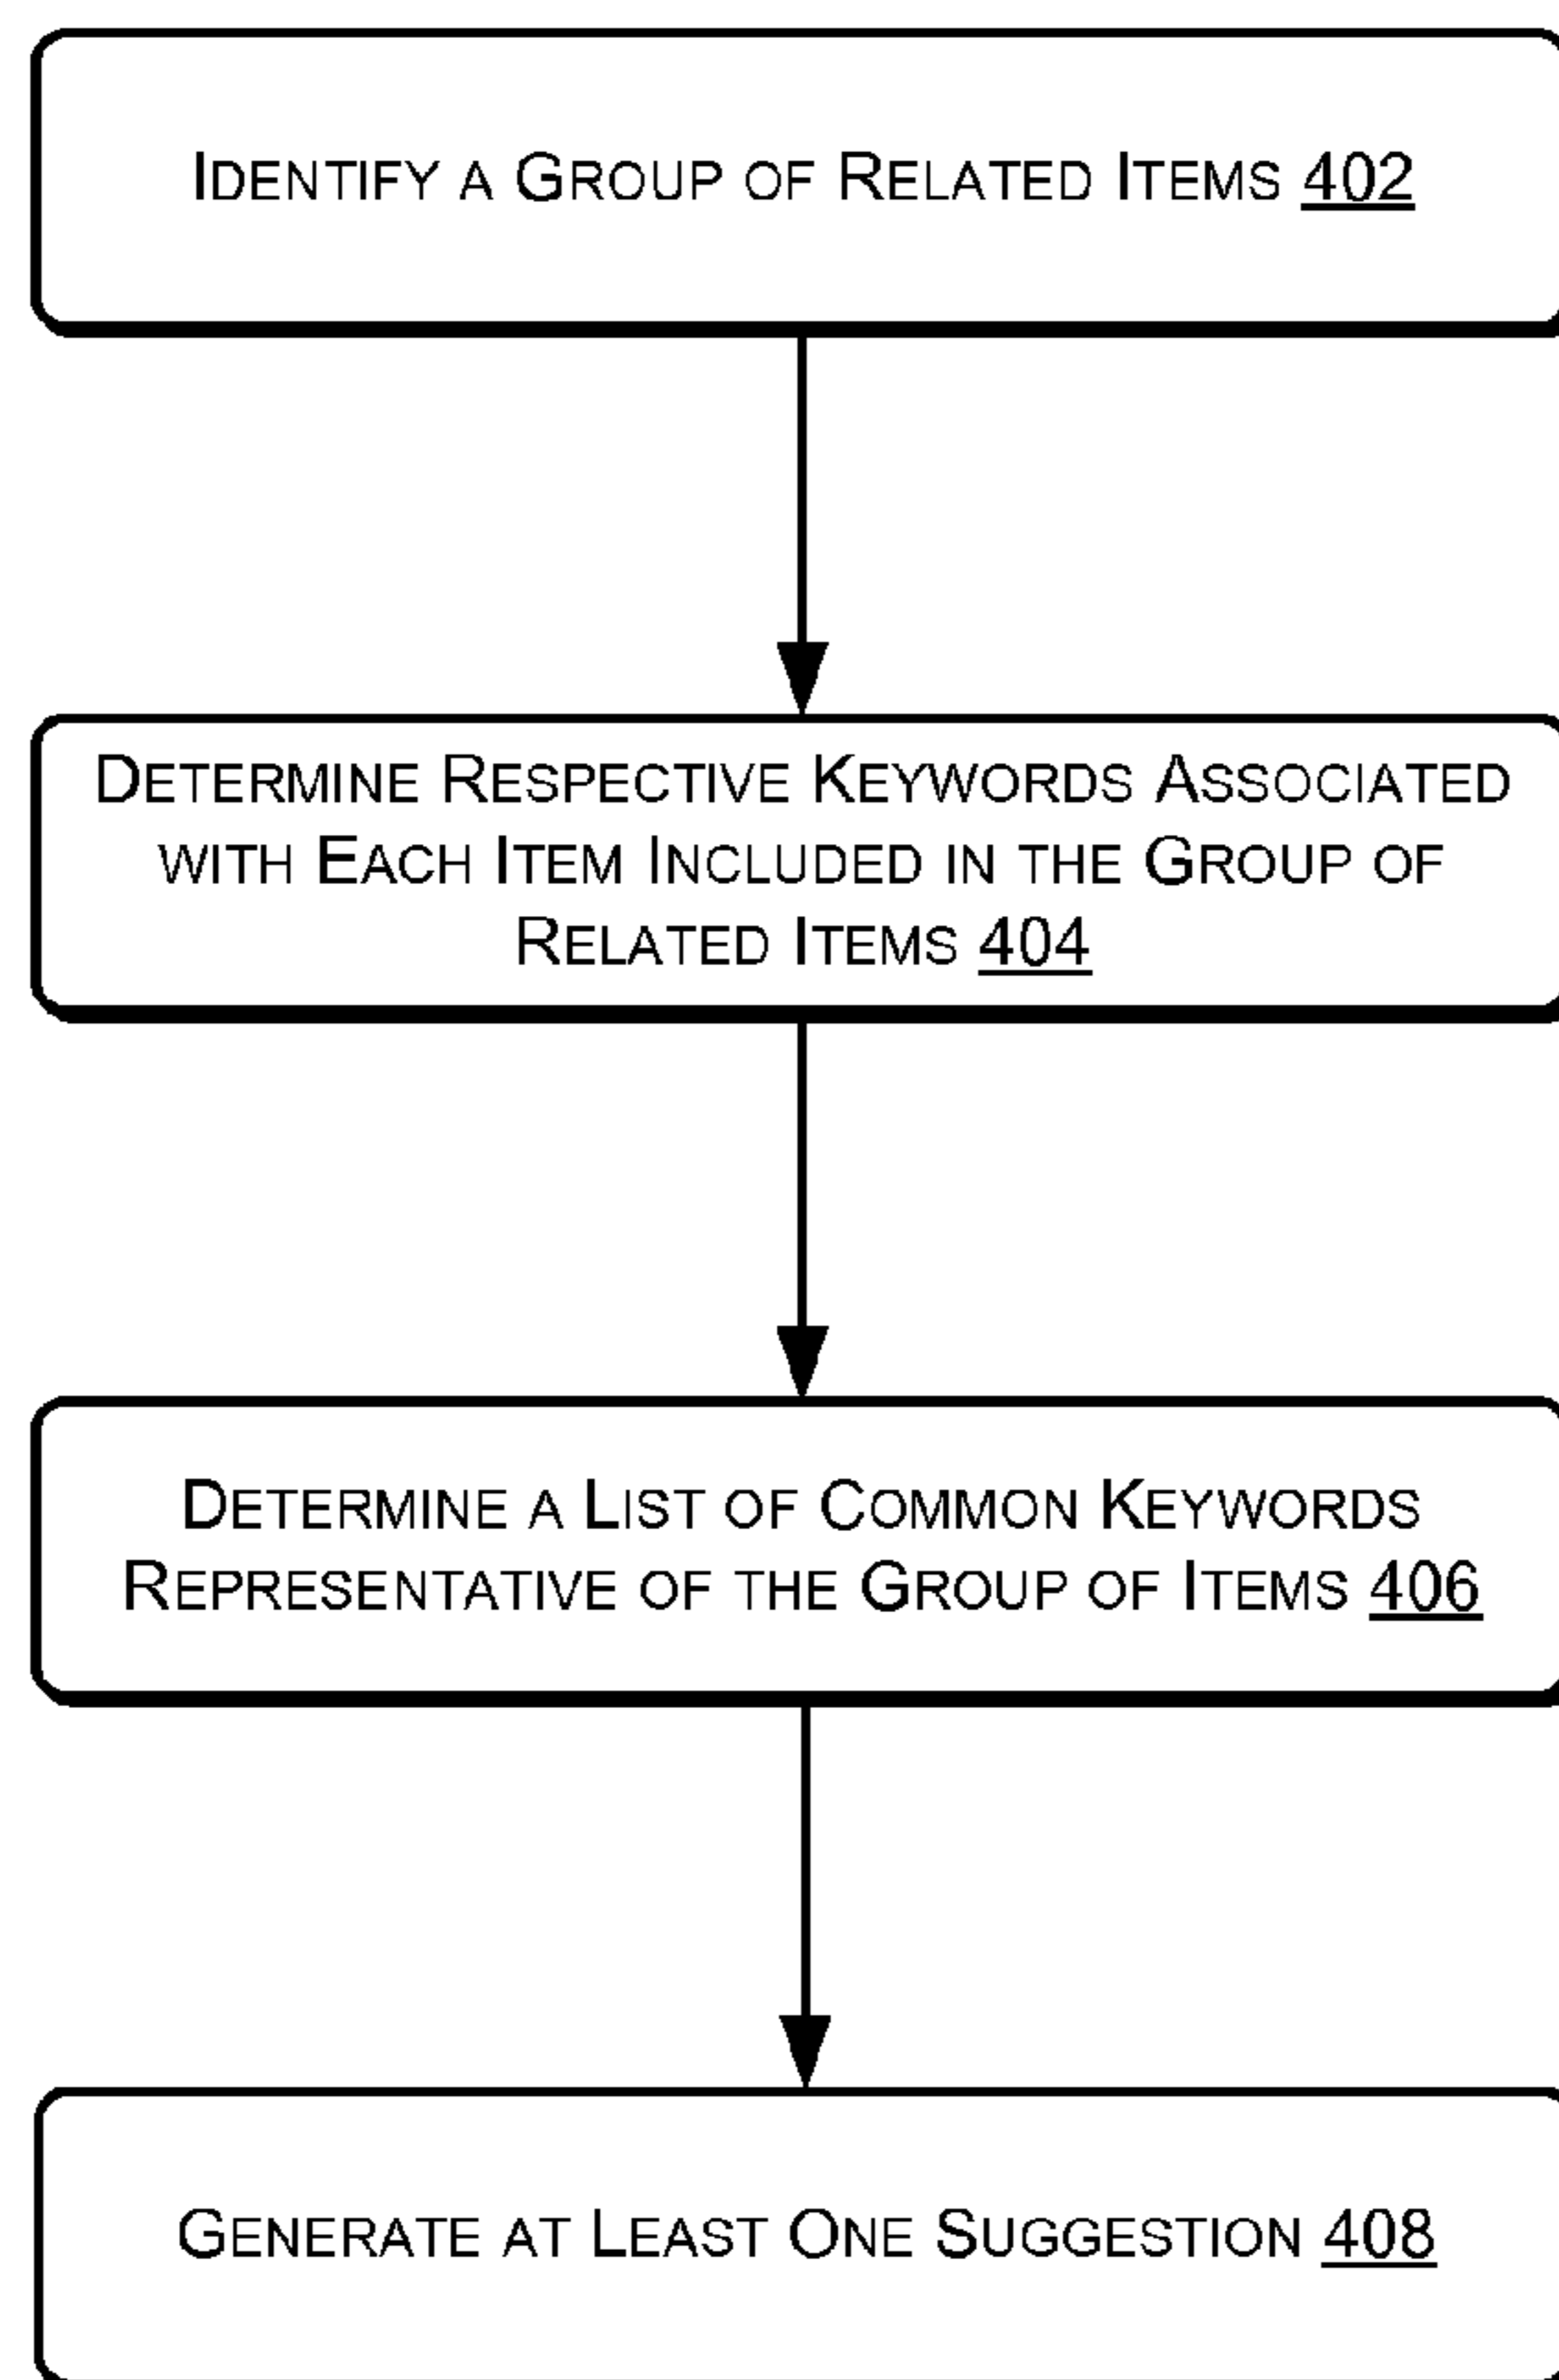 Identify a Group of Related Items 402
Determine Respective Keywords Associated
with Each Item Included in the Group of
Related Items 404
Determine a List of Common Keywords
Representative of the Group of Items 406
Generate at Least One Suggestion 408